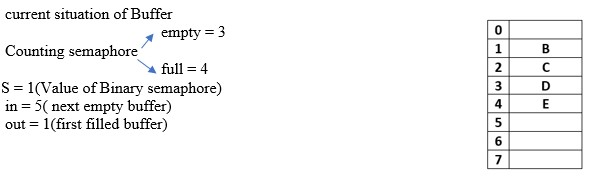 current situation of Buffer
empty = 3
Counting semaphore
full = 4
S = 1(Value of Binary semaphore)
in = 5( next empty buffer)
out = 1(first filled buffer)
0
1 B
2 C
3 D
4 E
5
6
7